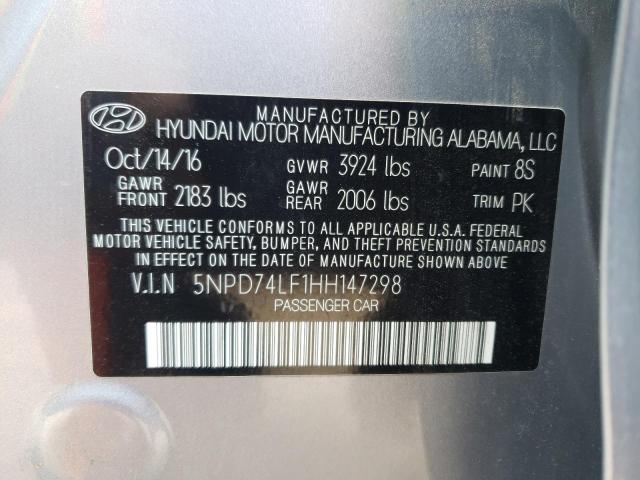 MANUFACTURED BY
HYUNDAI MOTOR MANUFACTURING ALABAMA, LLC
Oct/14/16 GVWR 3924 lbs PAINT 8S
GAWR FRONT 2183 lbs GAWR REAR 2006 lbs TRIM PK
THIS VEHICLE CONFORMS TO ALL APPLICABLE U.S.A. FEDERAL
MOTOR VEHICLE SAFETY, BUMPER, AND THEFT PREVENTION STANDARDS
IN EFFECT ON THE DATE OF MANUFACTURE SHOWN ABOVE.
V.I.N 5NPD74LF1HH147298
PASSENGER CAR